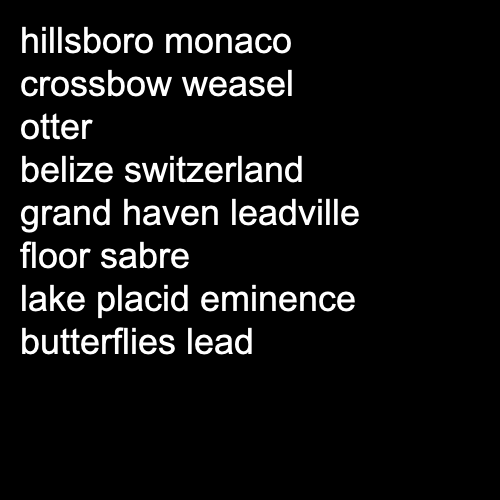 hillsboro monaco
crossbow weasel
otter
belize switzerland
grand haven leadville
floor sabre
lake placid eminence
butterflies lead